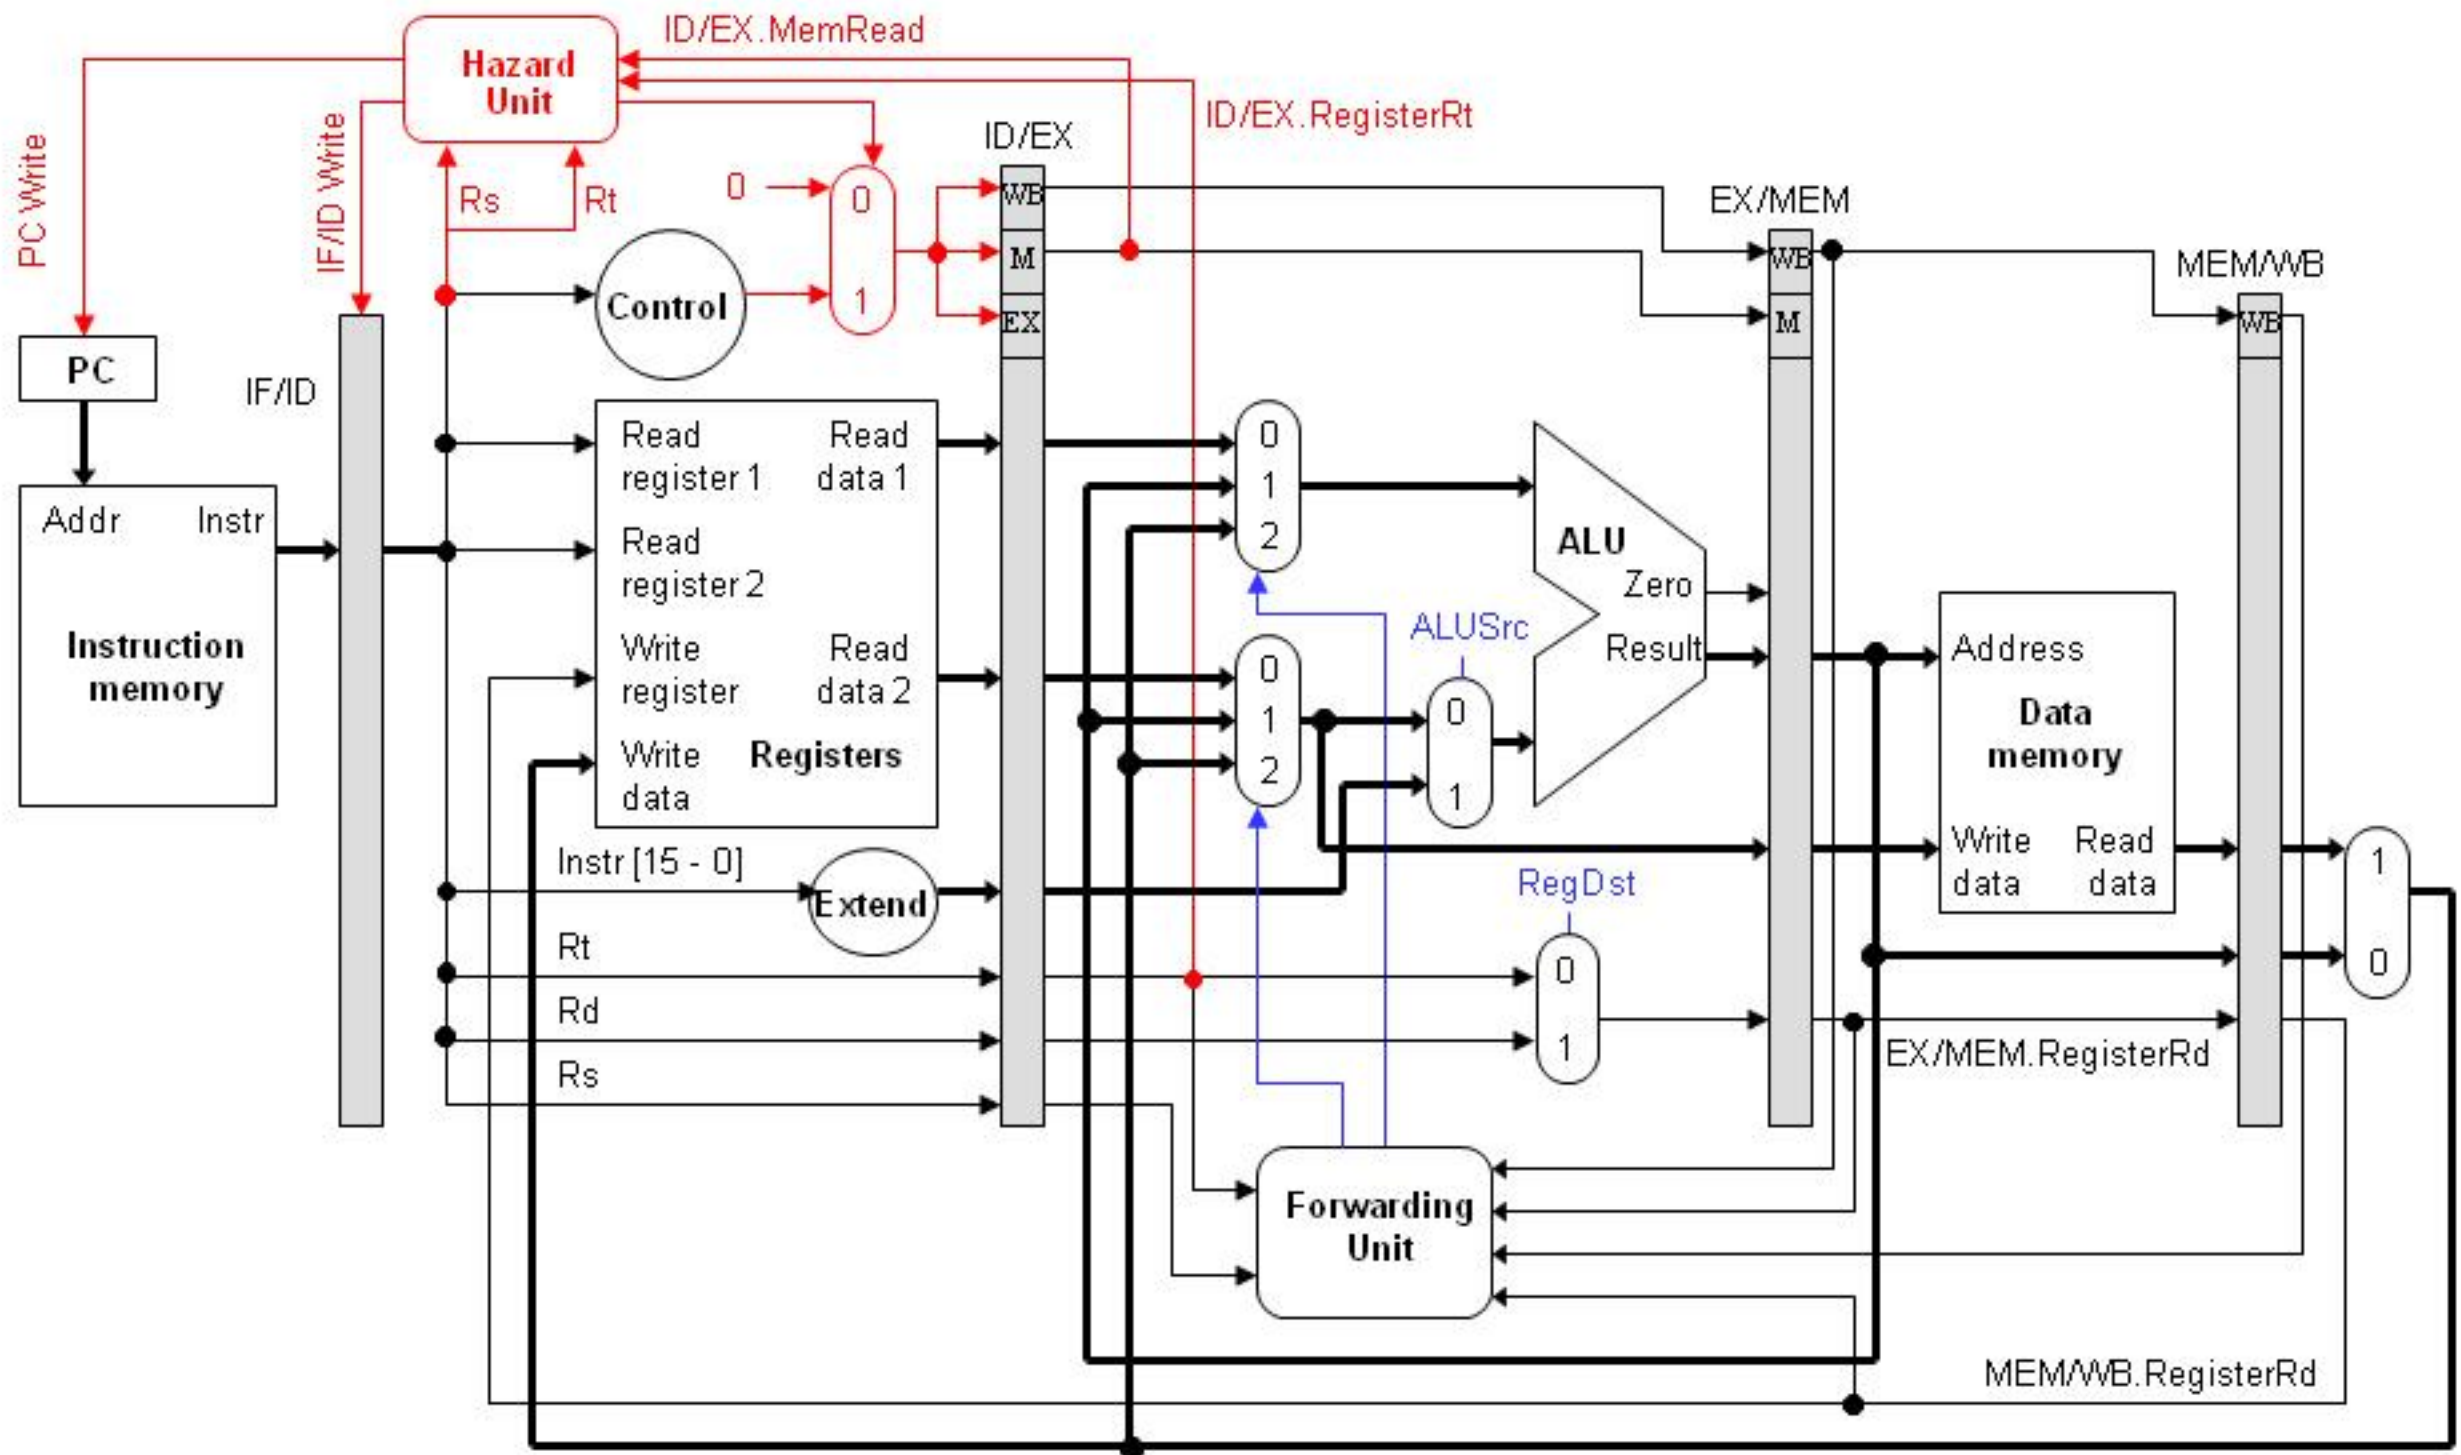 ID/EX.MemRead
Hazard
Unit
ID/EX.RegisterRt
PC Write
IF/ID Write
ID/EX
Rs
Rt
0
0
WB
EX/MEM
M
WB
MEM/WB
Control
1
EX
M
WB
PC
IF/ID
Read
register 1
Read
data 1
0
1
2
Addr
Instr
Read
register 2
ALU
Zero
Result
ALUSrc
Instruction
memory
Write
register
Read
data 2
0
1
2
0
1
Address
Data
memory
Write
data
Registers
Write
data
Read
data
1
0
Instr [15 - 0]
Extend
RegDst
Rt
0
Rd
1
EX/MEM.RegisterRd
Rs
Forwarding
Unit
MEM/WB.RegisterRd